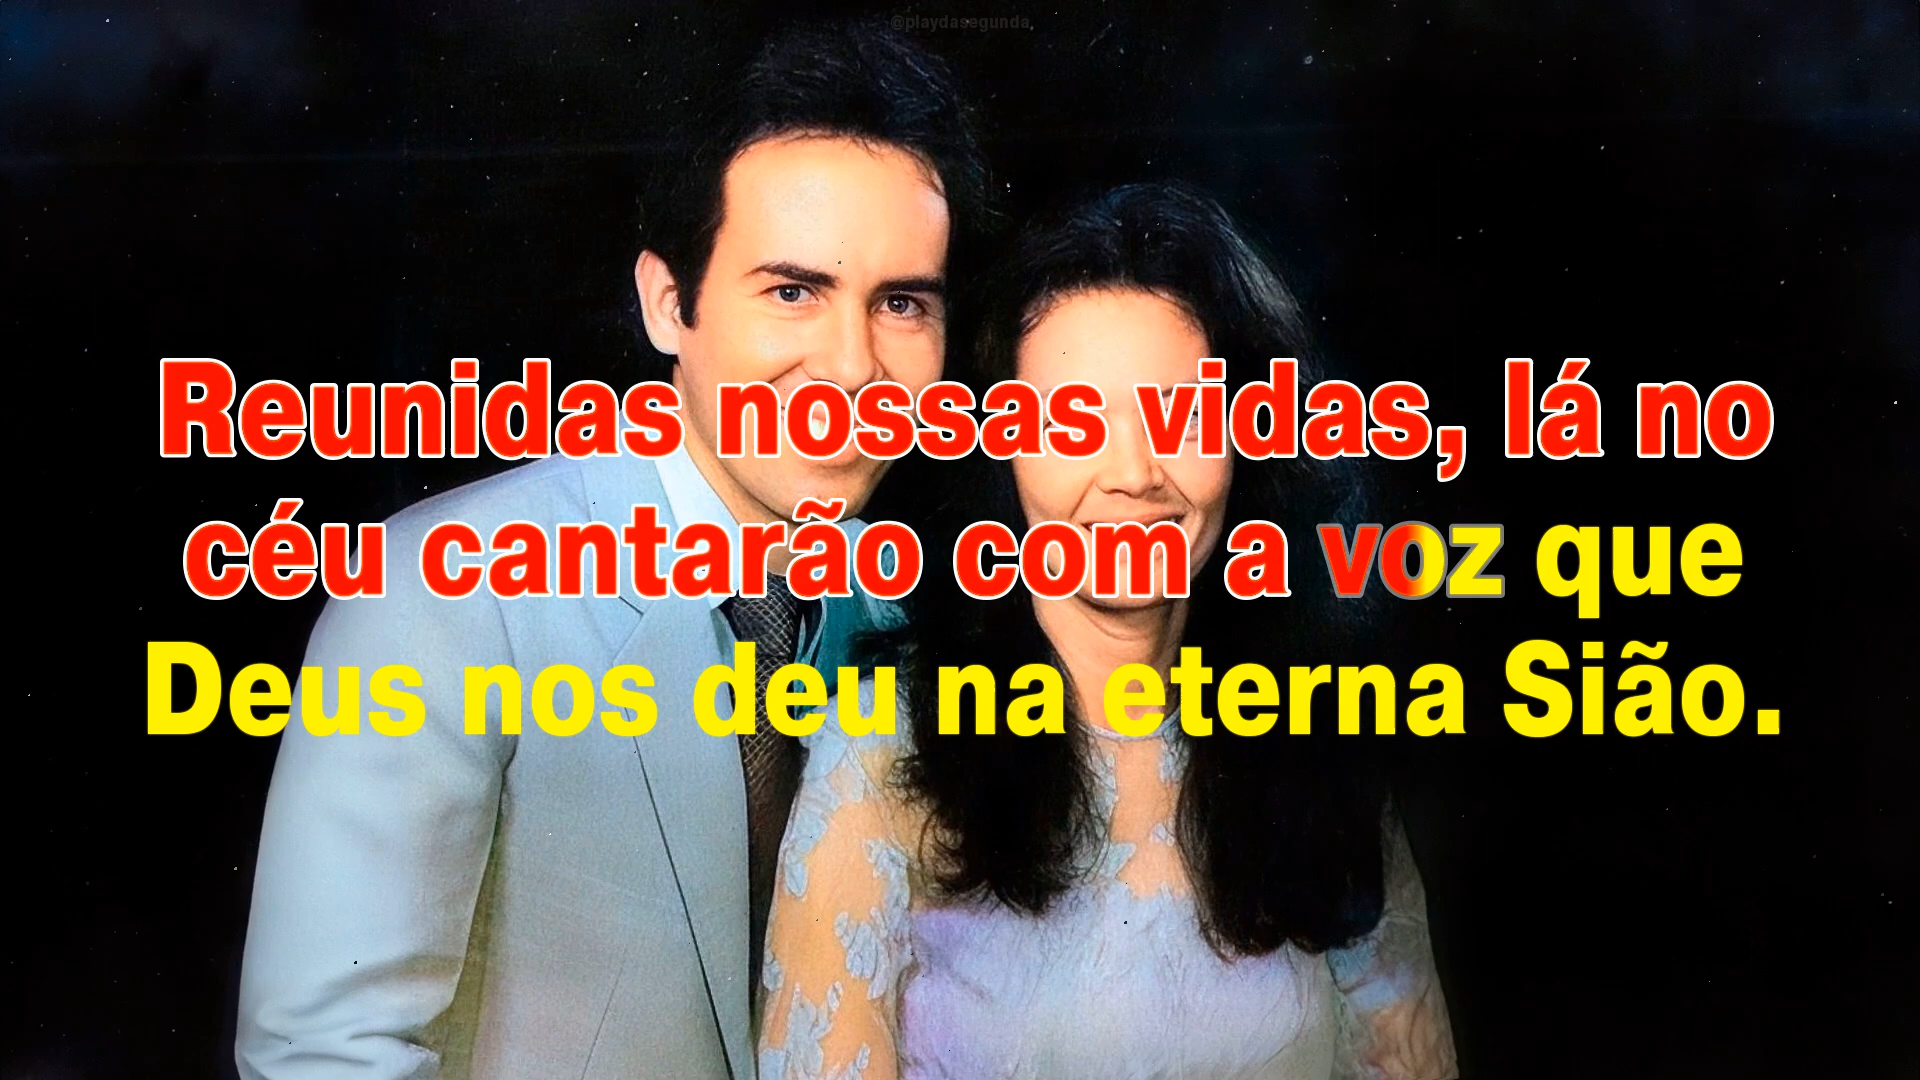 @playdasegunda
Reunidas nossas vidas, lá no
céu cantarão com a voz que
Deus nos deu na eterna Sião.